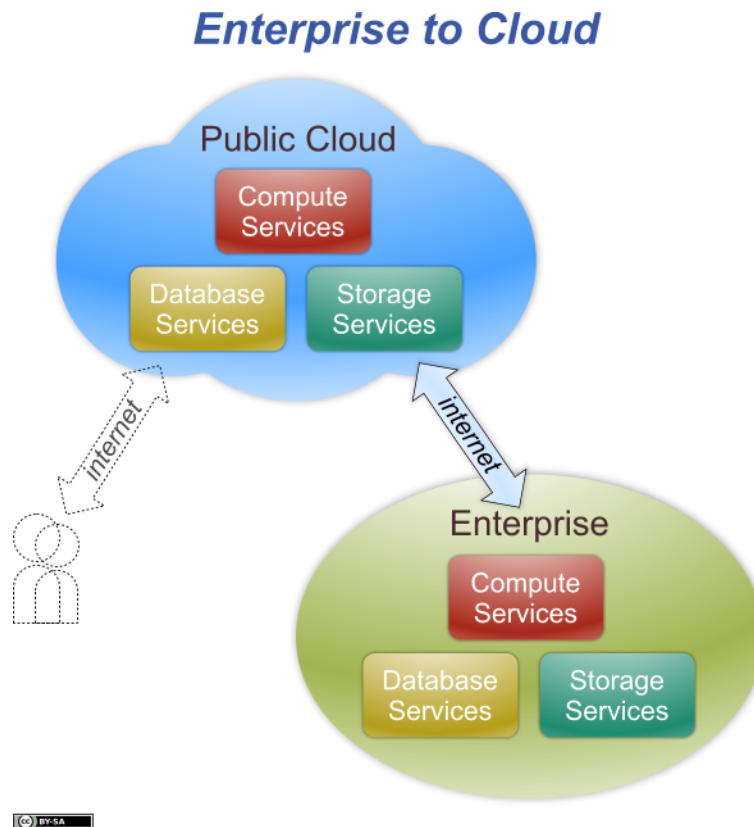 Enterprise to Cloud
Public Cloud
Compute
Services
Database
Services
Storage
Services
internet
internet
Enterprise
Compute
Services
Database
Services
Storage
Services
cc BY-SA